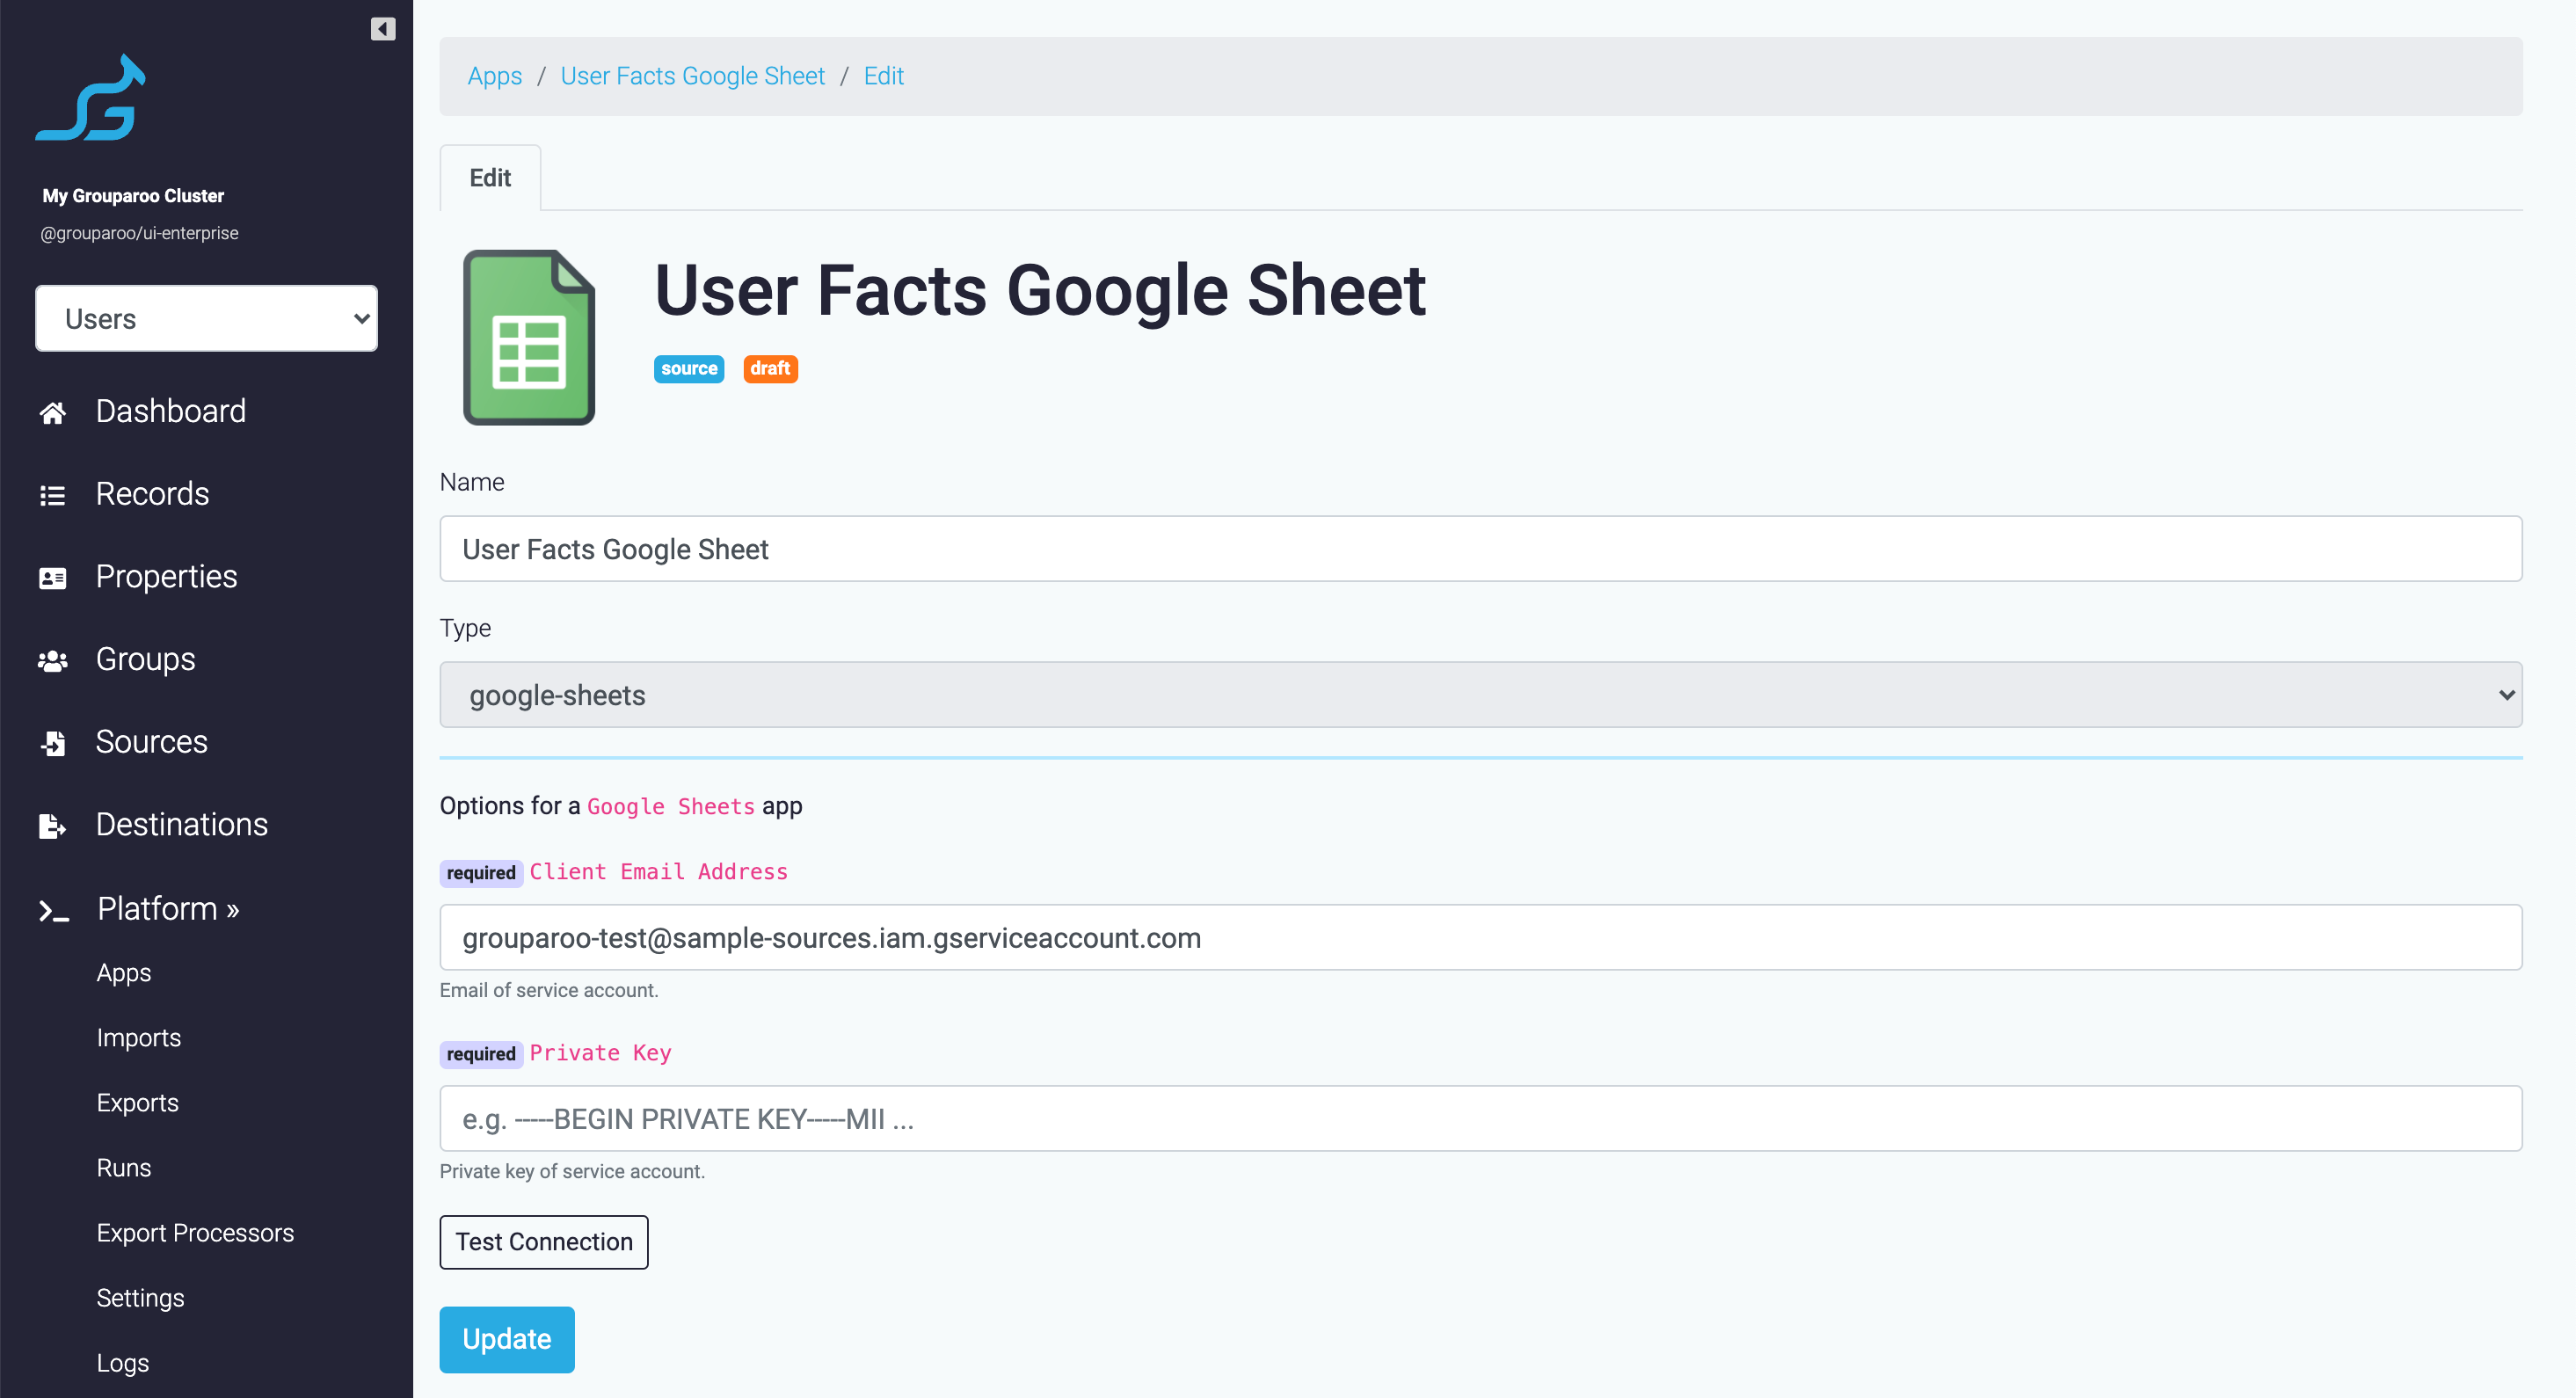 My Grouparoo Cluster
@grouparoo/ui-enterprise
Users
Dashboard
Records
Properties
Groups
Sources
Destinations
Platform »
Apps
Imports
Exports
Runs
Export Processors
Settings
Logs
Apps / User Facts Google Sheet / Edit
Edit
User Facts Google Sheet
source draft
Name
User Facts Google Sheet
Type
google-sheets
Options for a Google Sheets app
required Client Email Address
grouparoo-test@sample-sources.iam.gserviceaccount.com
Email of service account.
required Private Key
e.g. -----BEGIN PRIVATE KEY-----MII ...
Private key of service account.
Test Connection
Update